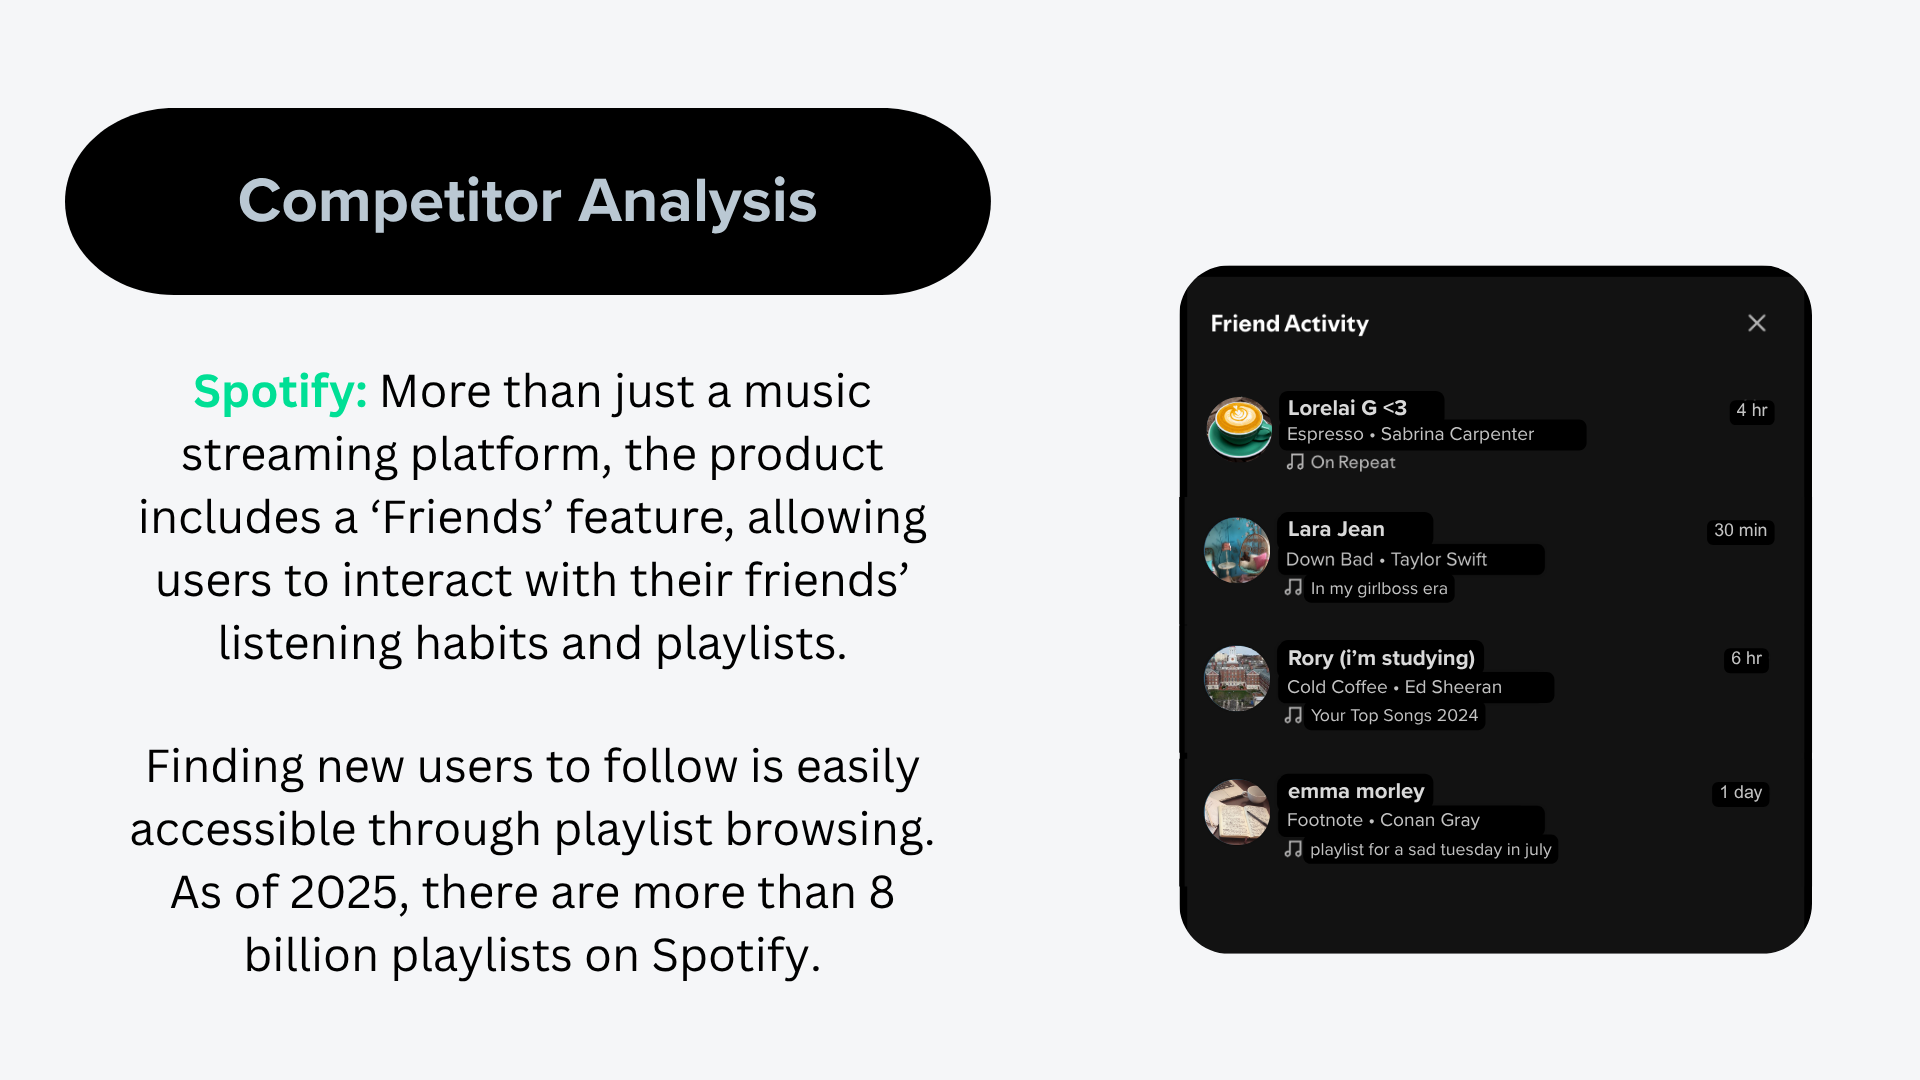 Competitor Analysis
Spotify: More than just a music
streaming platform, the product
includes a ‘Friends’ feature, allowing
users to interact with their friends’
listening habits and playlists.
Finding new users to follow is easily
accessible through playlist browsing.
As of 2025, there are more than 8
billion playlists on Spotify.
Friend Activity
Lorelai G <3
4 hr
Espresso • Sabrina Carpenter
On Repeat
Lara Jean
30 min
Down Bad • Taylor Swift
In my girlboss era
Rory (i’m studying)
6 hr
Cold Coffee • Ed Sheeran
Your Top Songs 2024
emma morley
1 day
Footnote • Conan Gray
playlist for a sad tuesday in july